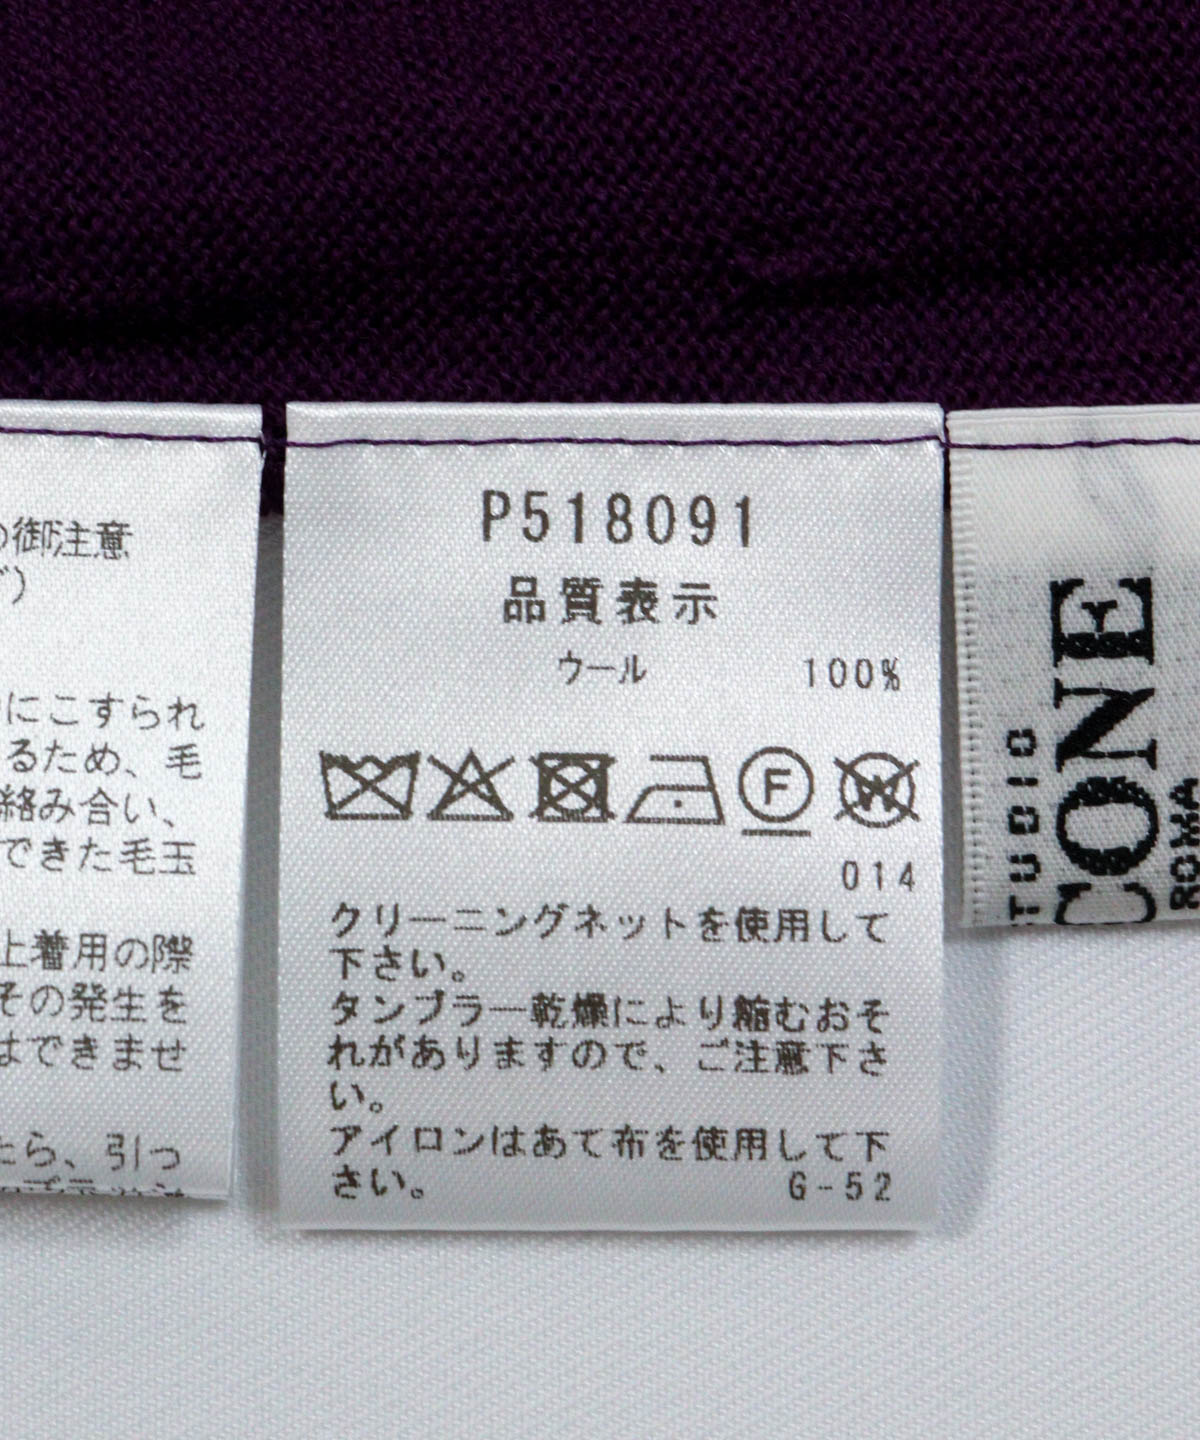 の御注意
にこすられ
るため、毛
絡み合い、
できた毛玉
上着用の際
その発生を
はできませ
たら、引つ
P518091
品質表示
ウール 100%
F W
014
クリーニングネットを使用して
下さい。
タンブラー乾燥により縮むおそ
れがありますので、ご注意下さ
い。
アイロンはあて布を使用して下
さい。 G-52
TUDIO
CONE
ROMA